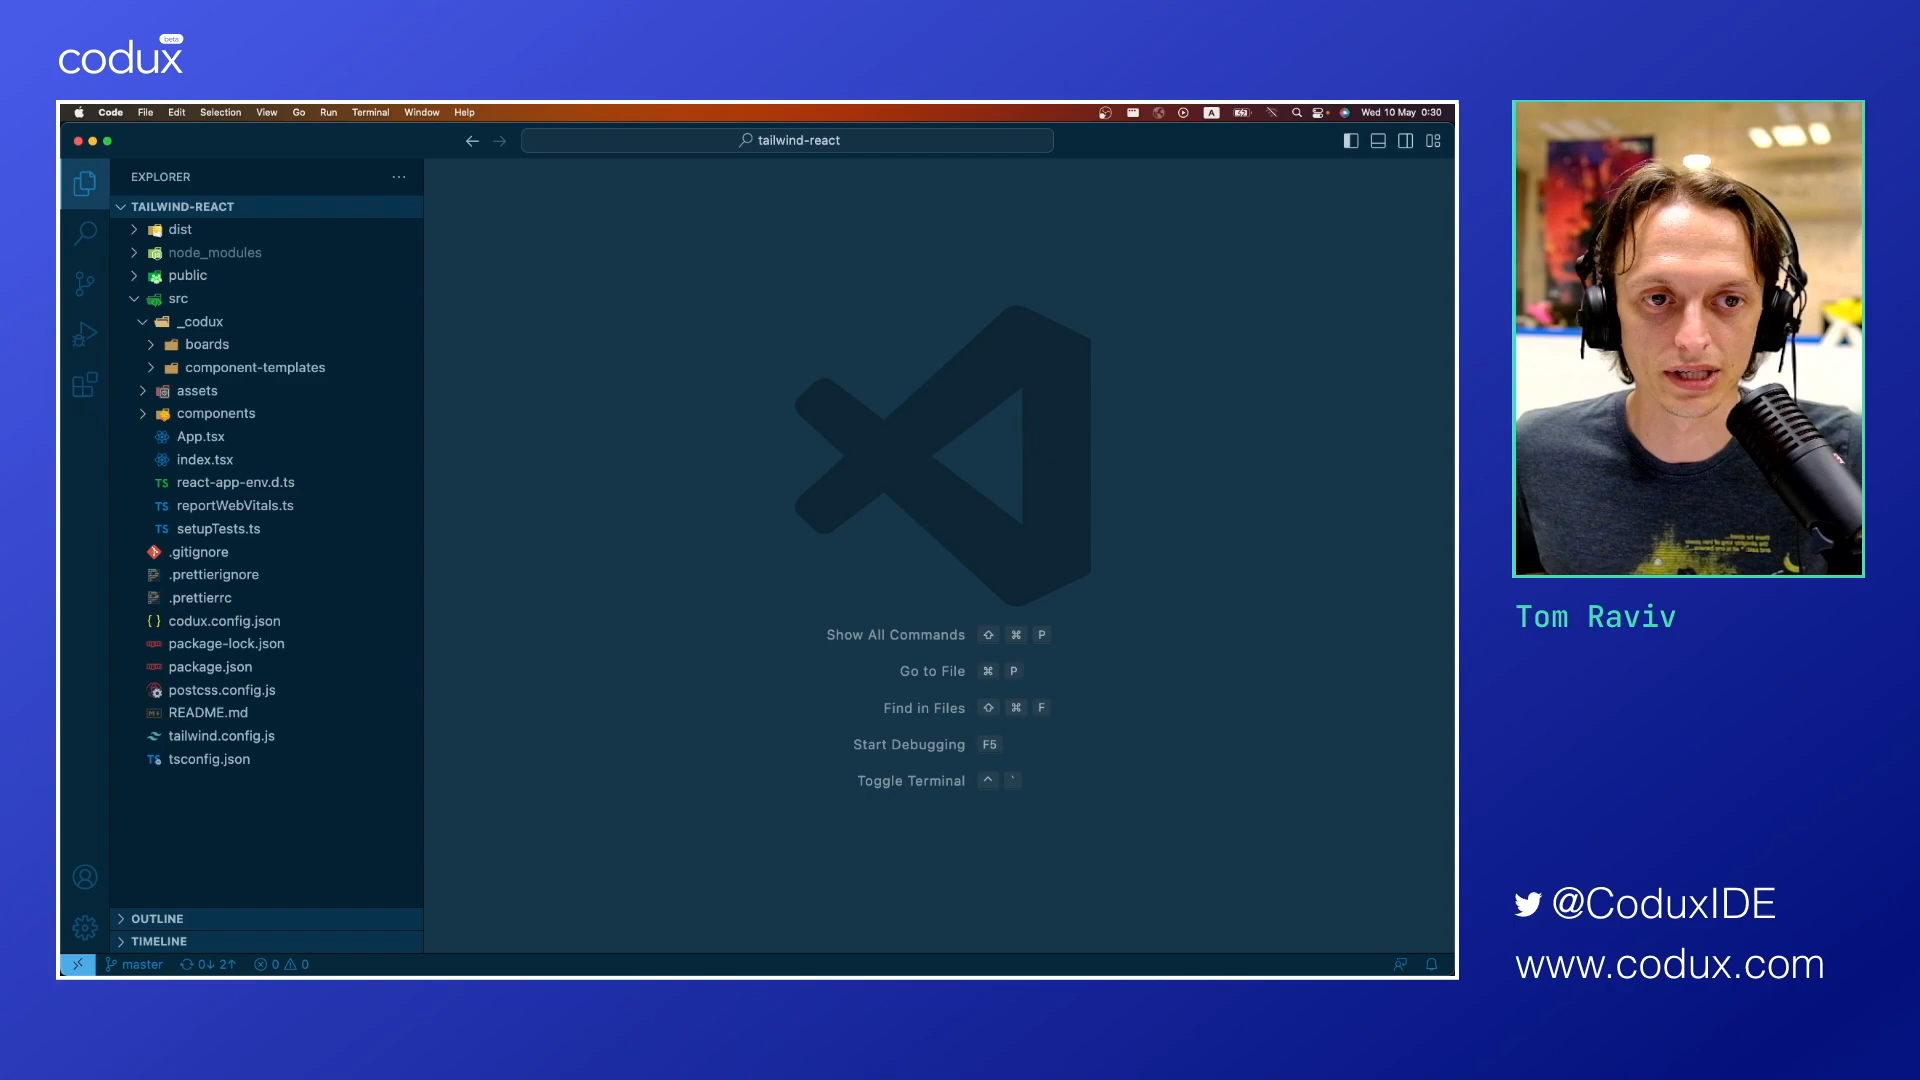 codux
beta
Code File Edit Selection View Go Run Terminal Window Help
A
Wed 10 May 0:30
tailwind-react
EXPLORER
TAILWIND-REACT
dist
node_modules
public
src
_codux
boards
component-templates
assets
components
App.tsx
index.tsx
TS react-app-env.d.ts
TS reportWebVitals.ts
TS setupTests.ts
.gitignore
.prettierignore
.prettierrc
{ } codux.config.json
package-lock.json
package.json
postcss.config.js
README.md
tailwind.config.js
TS tsconfig.json
OUTLINE
TIMELINE
master 0↓ 2↑ 0 0
Show All Commands ⇧ ⌘ P
Go to File ⌘ P
Find in Files ⇧ ⌘ F
Start Debugging F5
Toggle Terminal ^ `
Tom Raviv
@CoduxIDE
www.codux.com